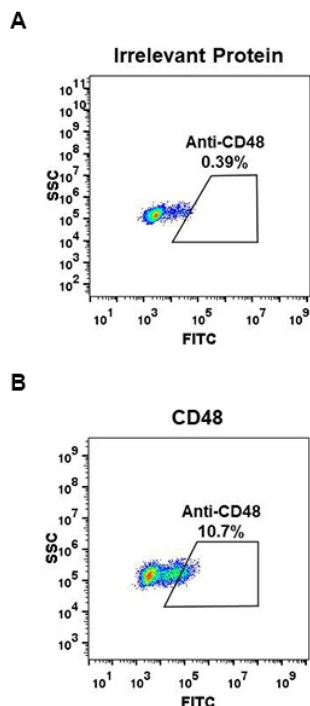 A
Irrelevant Protein
Anti-CD48
0.39%
SSC
10¹¹
10¹⁰
10⁹
10⁸
10⁷
10⁶
10⁵
10⁴
10³
10²
10¹ 10³ 10⁵ 10⁷ 10⁹
FITC
B
CD48
Anti-CD48
10.7%
SSC
10⁹
10⁸
10⁷
10⁶
10⁵
10⁴
10³
10¹ 10³ 10⁵ 10⁷ 10⁹
FITC